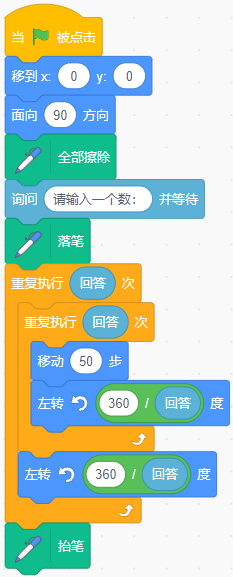 当 被点击
移到 x: 0 y: 0
面向 90 方向
全部擦除
询问 请输入一个数: 并等待
落笔
重复执行 回答 次
重复执行 回答 次
移动 50 步
左转 360 / 回答 度
左转 360 / 回答 度
抬笔